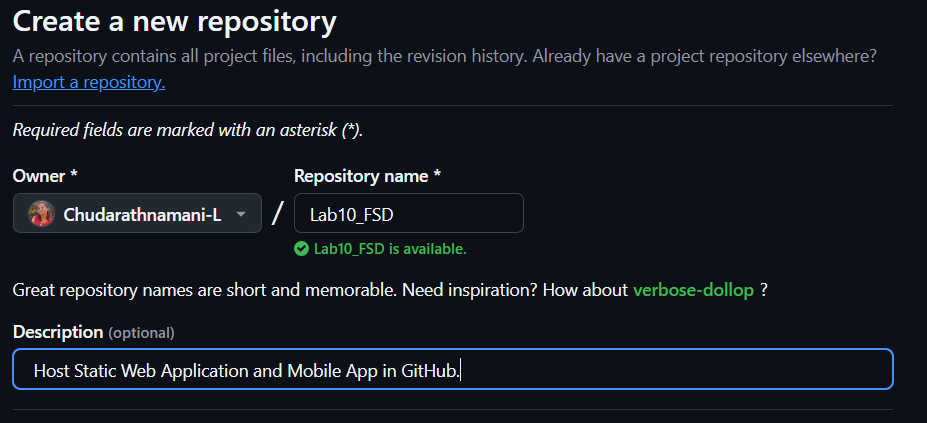 Create a new repository
A repository contains all project files, including the revision history. Already have a project repository elsewhere?
Import a repository.
Required fields are marked with an asterisk (*).
Owner *
Repository name *
Chudarathnamani-L / Lab10_FSD
Lab10_FSD is available.
Great repository names are short and memorable. Need inspiration? How about verbose-dollop ?
Description (optional)
Host Static Web Application and Mobile App in GitHub.